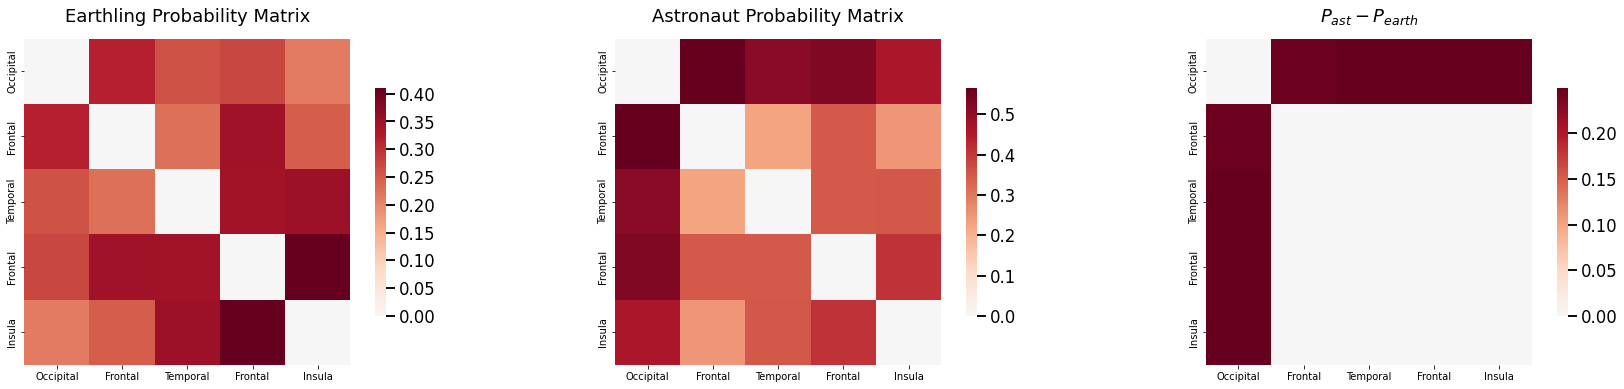 Earthling Probability Matrix
Occipital
Frontal
Temporal
Frontal
Insula
Occipital Frontal Temporal Frontal Insula
0.40
0.35
0.30
0.25
0.20
0.15
0.10
0.05
0.00
Astronaut Probability Matrix
Occipital
Frontal
Temporal
Frontal
Insula
Occipital Frontal Temporal Frontal Insula
0.5
0.4
0.3
0.2
0.1
0.0
P_ast − P_earth
Occipital
Frontal
Temporal
Frontal
Insula
Occipital Frontal Temporal Frontal Insula
0.20
0.15
0.10
0.05
0.00